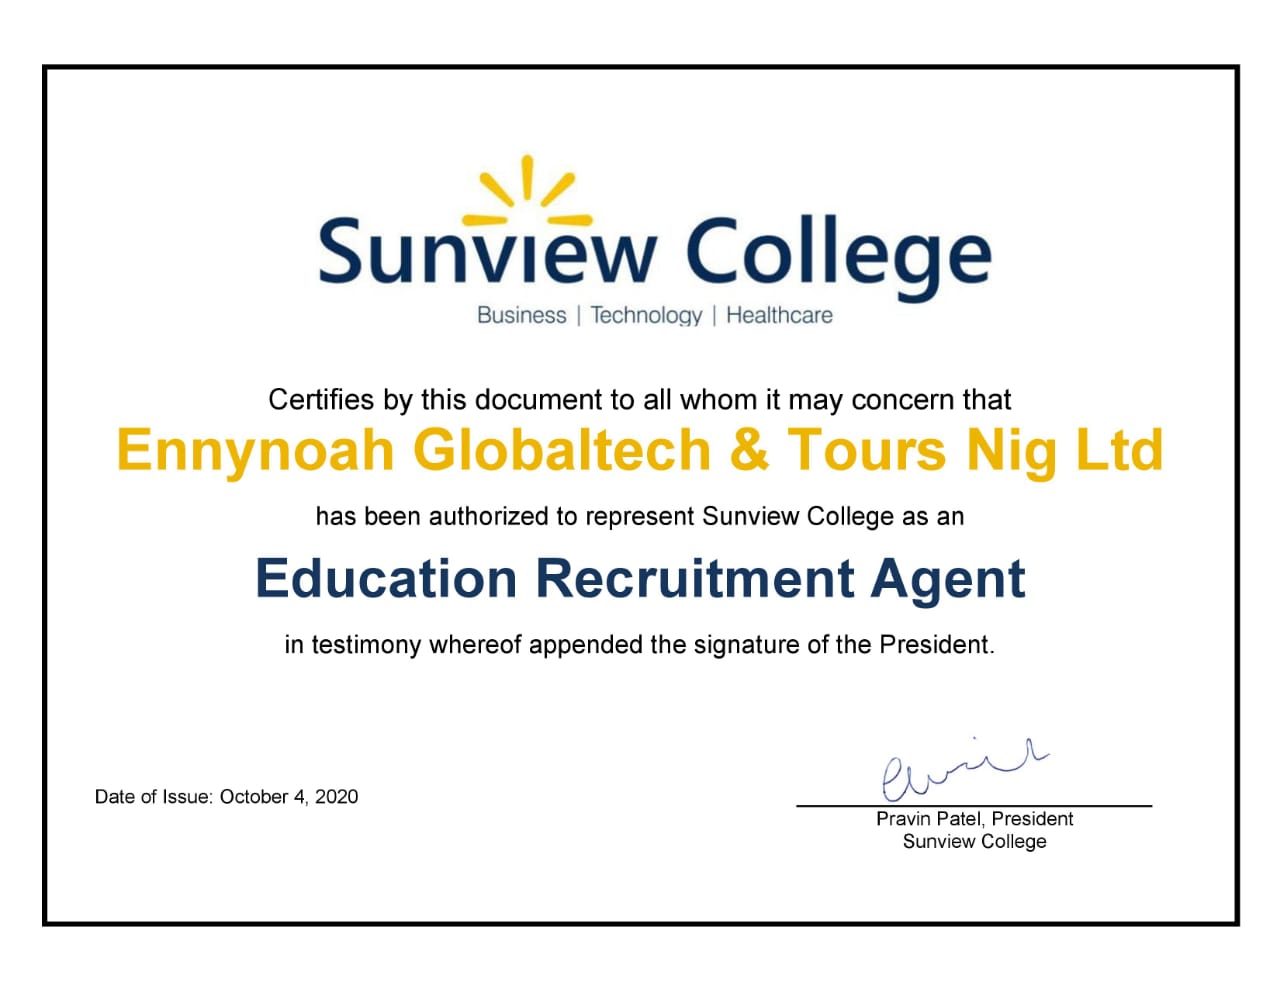 Sunview College
Business | Technology | Healthcare
Certifies by this document to all whom it may concern that
Ennynoah Globaltech & Tours Nig Ltd
has been authorized to represent Sunview College as an
Education Recruitment Agent
in testimony whereof appended the signature of the President.
Date of Issue: October 4, 2020
Pravin Patel, President
Sunview College